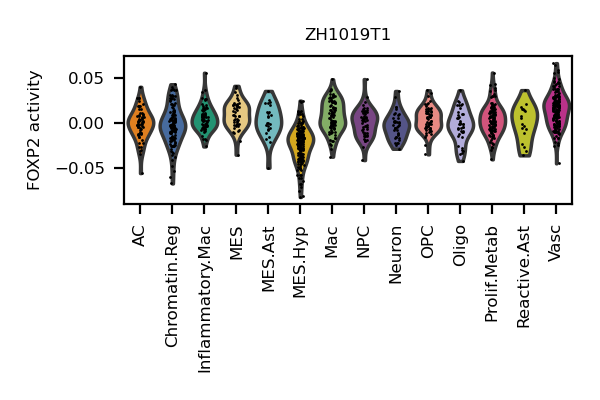 ZH1019T1
FOXP2 activity
0.05
0.00
−0.05
AC
Chromatin.Reg
Inflammatory.Mac
MES
MES.Ast
MES.Hyp
Mac
NPC
Neuron
OPC
Oligo
Prolif.Metab
Reactive.Ast
Vasc